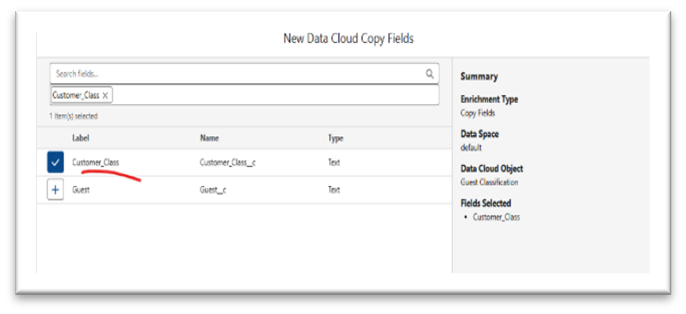 New Data Cloud Copy Fields
Search fields...
Customer_Class ×
1 item(s) selected
Label Name Type
Customer_Class Customer_Class__c Text
Guest Guest__c Text
Summary
Enrichment Type
Copy Fields
Data Space
default
Data Cloud Object
Guest Classification
Fields Selected
• Customer_Class